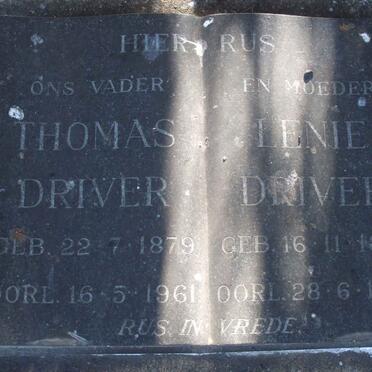 HIER RUS
ONS VADER EN MOEDER
THOMAS LENIE
DRIVER DRIVER
GEB. 22-7-1879 GEB. 16-11-18
OORL. 16-5-1961 OORL. 28-6-1
RUS IN VREDE